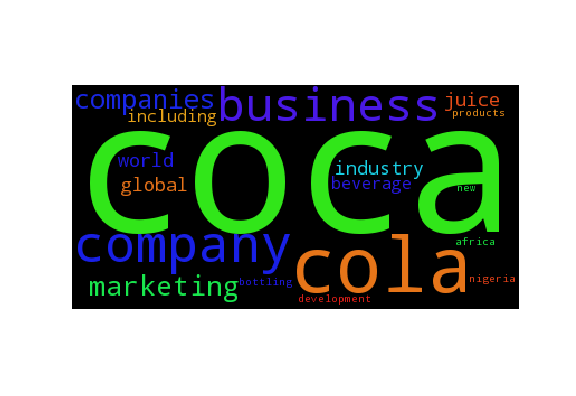 companies
business
juice
including
products
coca
world
industry
global
beverage
new
company
cola
africa
marketing
bottling
nigeria
development